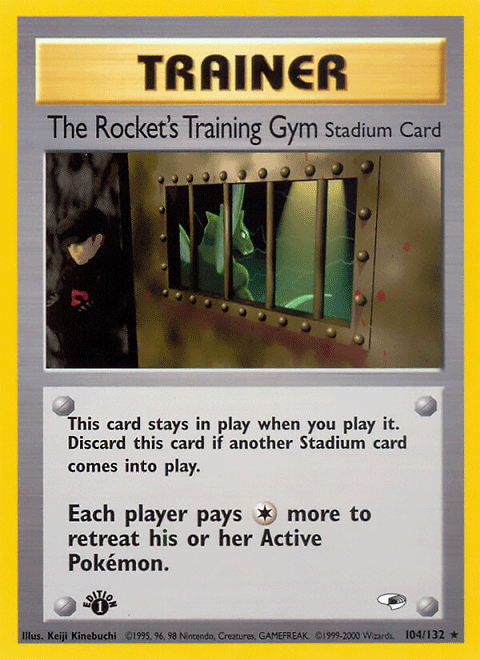 TRAINER
The Rocket's Training Gym Stadium Card
This card stays in play when you play it.
Discard this card if another Stadium card
comes into play.
Each player pays more to
retreat his or her Active
Pokémon.
EDITION
1
Illus. Keiji Kinebuchi ©1995, 96, 98 Nintendo, Creatures, GAMEFREAK. ©1999-2000 Wizards. 104/132 ★